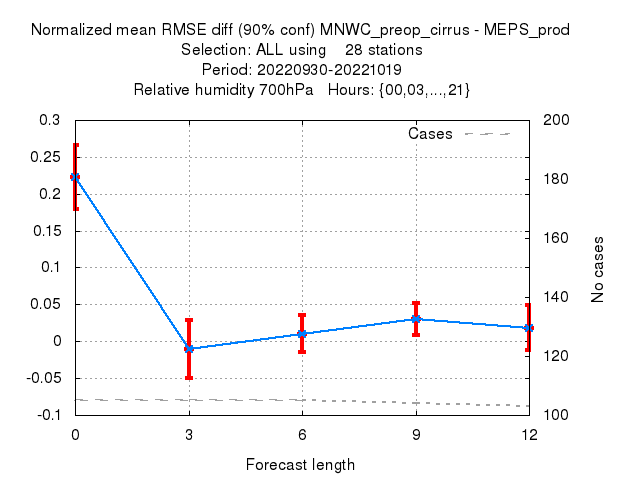 Normalized mean RMSE diff (90% conf) MNWC_preop_cirrus - MEPS_prod
Selection: ALL using 28 stations
Period: 20220930-20221019
Relative humidity 700hPa Hours: {00,03,...,21}
Cases
0.3
0.25
0.2
0.15
0.1
0.05
0
-0.05
-0.1
200
180
160
140
120
100
No cases
0 3 6 9 12
Forecast length